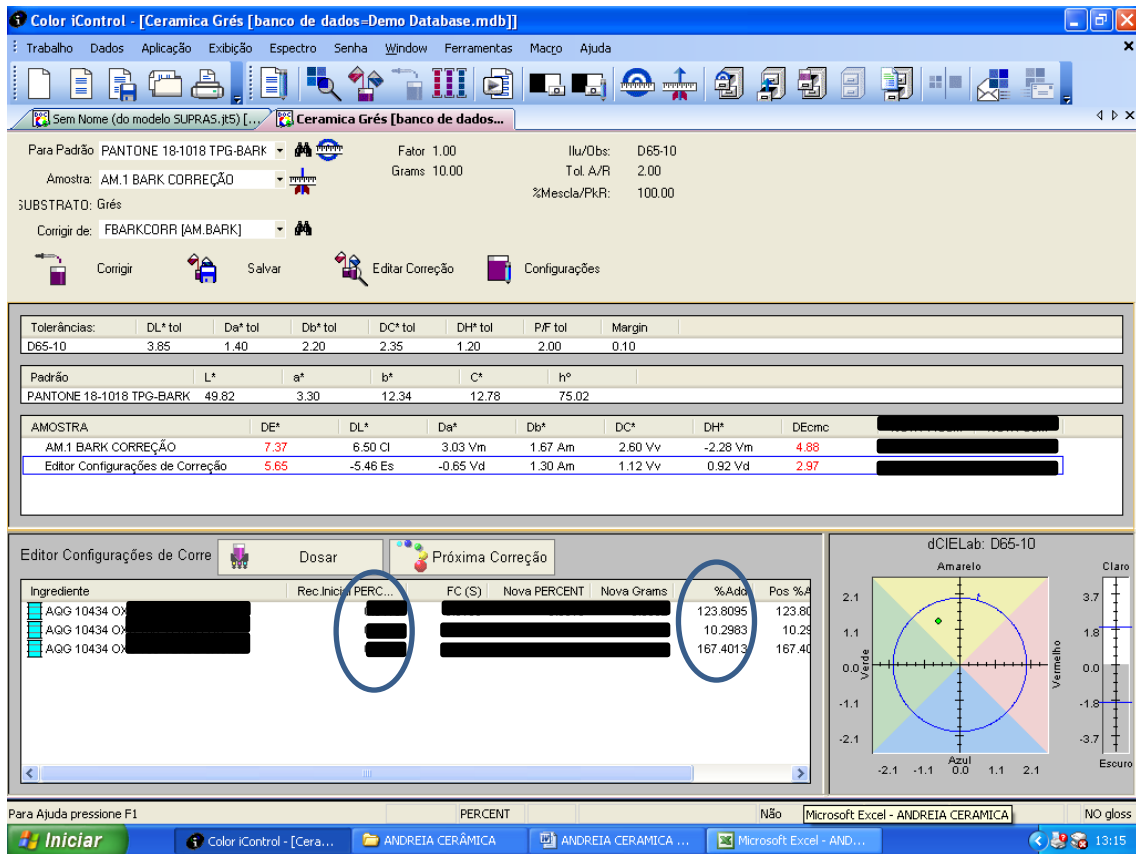 Color iControl - [Ceramica Grés [banco de dados=Demo Database.mdb]]
Trabalho Dados Aplicação Exibição Espectro Senha Window Ferramentas Macro Ajuda
Sem Nome (do modelo SUPRAS.jt5) [... Ceramica Grés [banco de dados...
Para Padrão PANTONE 18-1018 TPG-BARK Fator 1.00 Ilu/Obs: D65-10
Amostra: AM.1 BARK CORREÇÃO Grams 10.00 Tol. A/R 2.00
%Mescla/PkR: 100.00
SUBSTRATO: Grés
Corrigir de: FBARKCORR [AM.BARK]
Corrigir Salvar Editar Correção Configurações
Tolerâncias: DL* tol Da* tol Db* tol DC* tol DH* tol P/F tol Margin
D65-10 3.85 1.40 2.20 2.35 1.20 2.00 0.10
Padrão L* a* b* C* h°
PANTONE 18-1018 TPG-BARK 49.82 3.30 12.34 12.78 75.02
AMOSTRA DE* DL* Da* Db* DC* DH* DEcmc
AM.1 BARK CORREÇÃO 7.37 6.50 Cl 3.03 Vm 1.67 Am 2.60 Vv -2.28 Vm 4.88
Editor Configurações de Correção 5.65 -5.46 Es -0.65 Vd 1.30 Am 1.12 Vv 0.92 Vd 2.97
Editor Configurações de Corre Dosar Próxima Correção
Ingrediente Rec.Inicial PERC... FC (S) Nova PERCENT Nova Grams %Add Pos %A
AQG 10434 OX 123.8095 123.80
AQG 10434 OX 10.2983 10.29
AQG 10434 OX 167.4013 167.40
dCIELab: D65-10
Amarelo Claro
2.1 3.7
1.1 1.8
Verde 0.0 Vermelho 0.0
-1.1 -1.8
-2.1 -3.7
Azul Escuro
-2.1 -1.1 0.0 1.1 2.1
Para Ajuda pressione F1 PERCENT Não Microsoft Excel - ANDREIA CERAMICA NO gloss
Iniciar Color iControl - [Cera... ANDREIA CERÂMICA ANDREIA CERAMICA ... Microsoft Excel - AND... 13:15